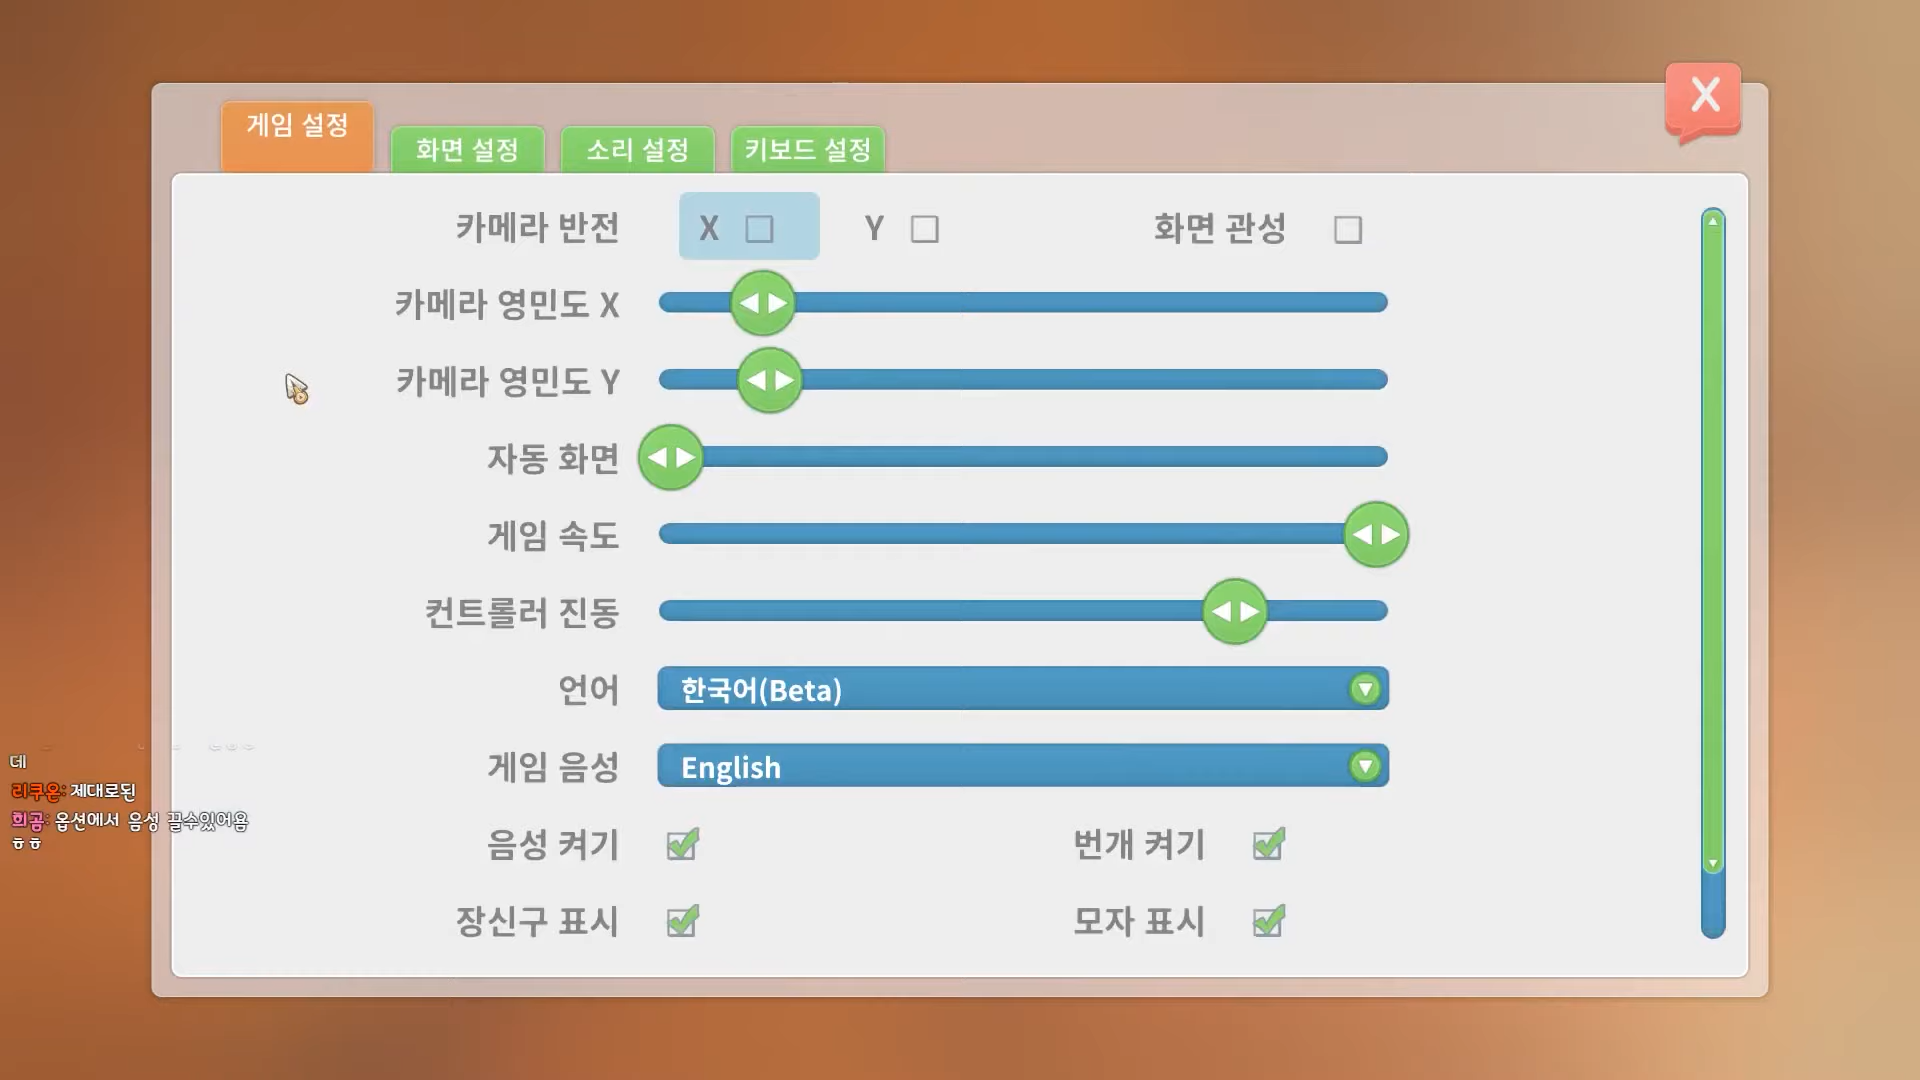 X
게임 설정
화면 설정
소리 설정
키보드 설정
카메라 반전 X Y 화면 관성
카메라 영민도 X
카메라 영민도 Y
자동 화면
게임 속도
컨트롤러 진동
언어 한국어(Beta)
게임 음성 English
음성 켜기 번개 켜기
장신구 표시 모자 표시
데
리쿠온: 제대로된
희곰: 옵션에서 음성 끌수있어욤
ㅎㅎ